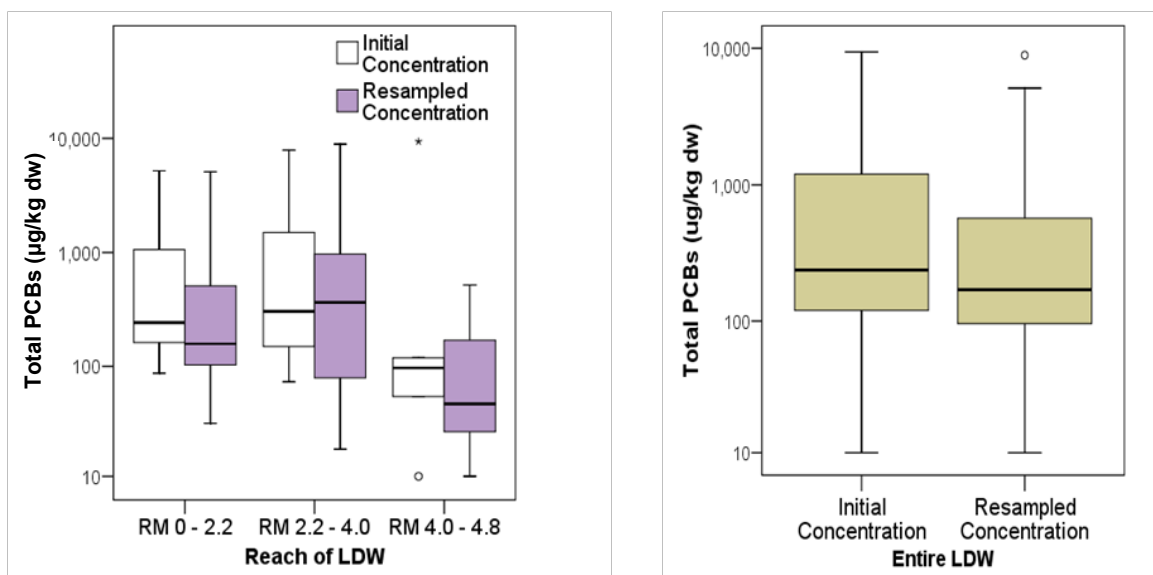 Initial
Concentration
Resampled
Concentration
Total PCBs (µg/kg dw)
10,000
1,000
100
10
RM 0 - 2.2 RM 2.2 - 4.0 RM 4.0 - 4.8
Reach of LDW
Total PCBs (ug/kg dw)
10,000
1,000
100
10
Initial
Concentration
Resampled
Concentration
Entire LDW